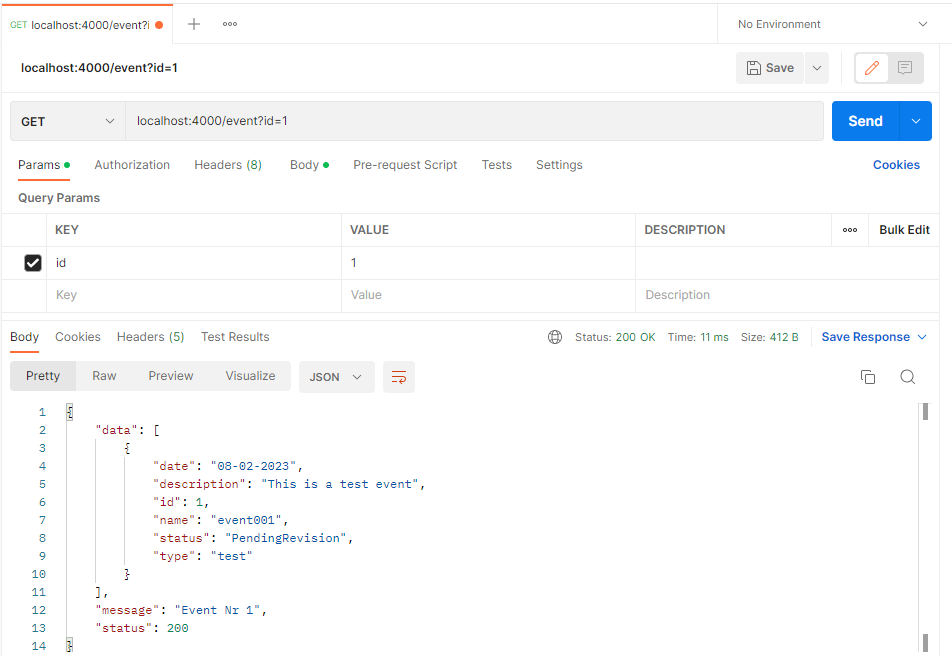 GET localhost:4000/event?i
No Environment
localhost:4000/event?id=1
Save
GET localhost:4000/event?id=1 Send
Params Authorization Headers (8) Body Pre-request Script Tests Settings Cookies
Query Params
KEY VALUE DESCRIPTION Bulk Edit
id 1
Key Value Description
Body Cookies Headers (5) Test Results Status: 200 OK Time: 11 ms Size: 412 B Save Response
Pretty Raw Preview Visualize JSON
1 {
2 "data": [
3 {
4 "date": "08-02-2023",
5 "description": "This is a test event",
6 "id": 1,
7 "name": "event001",
8 "status": "PendingRevision",
9 "type": "test"
10 }
11 ],
12 "message": "Event Nr 1",
13 "status": 200
14 }